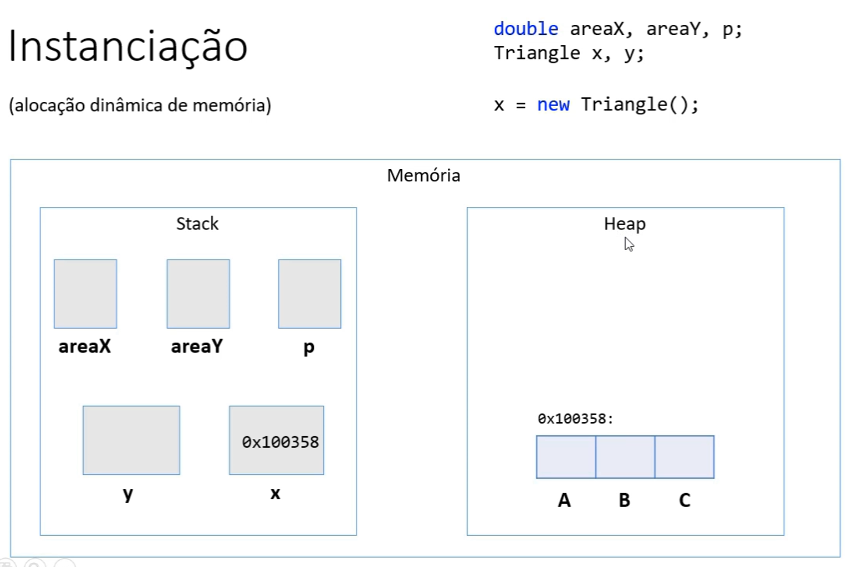 Instanciação
(alocação dinâmica de memória)
double areaX, areaY, p;
Triangle x, y;
x = new Triangle();
Memória
Stack
areaX areaY p
0x100358
y x
Heap
0x100358:
A B C